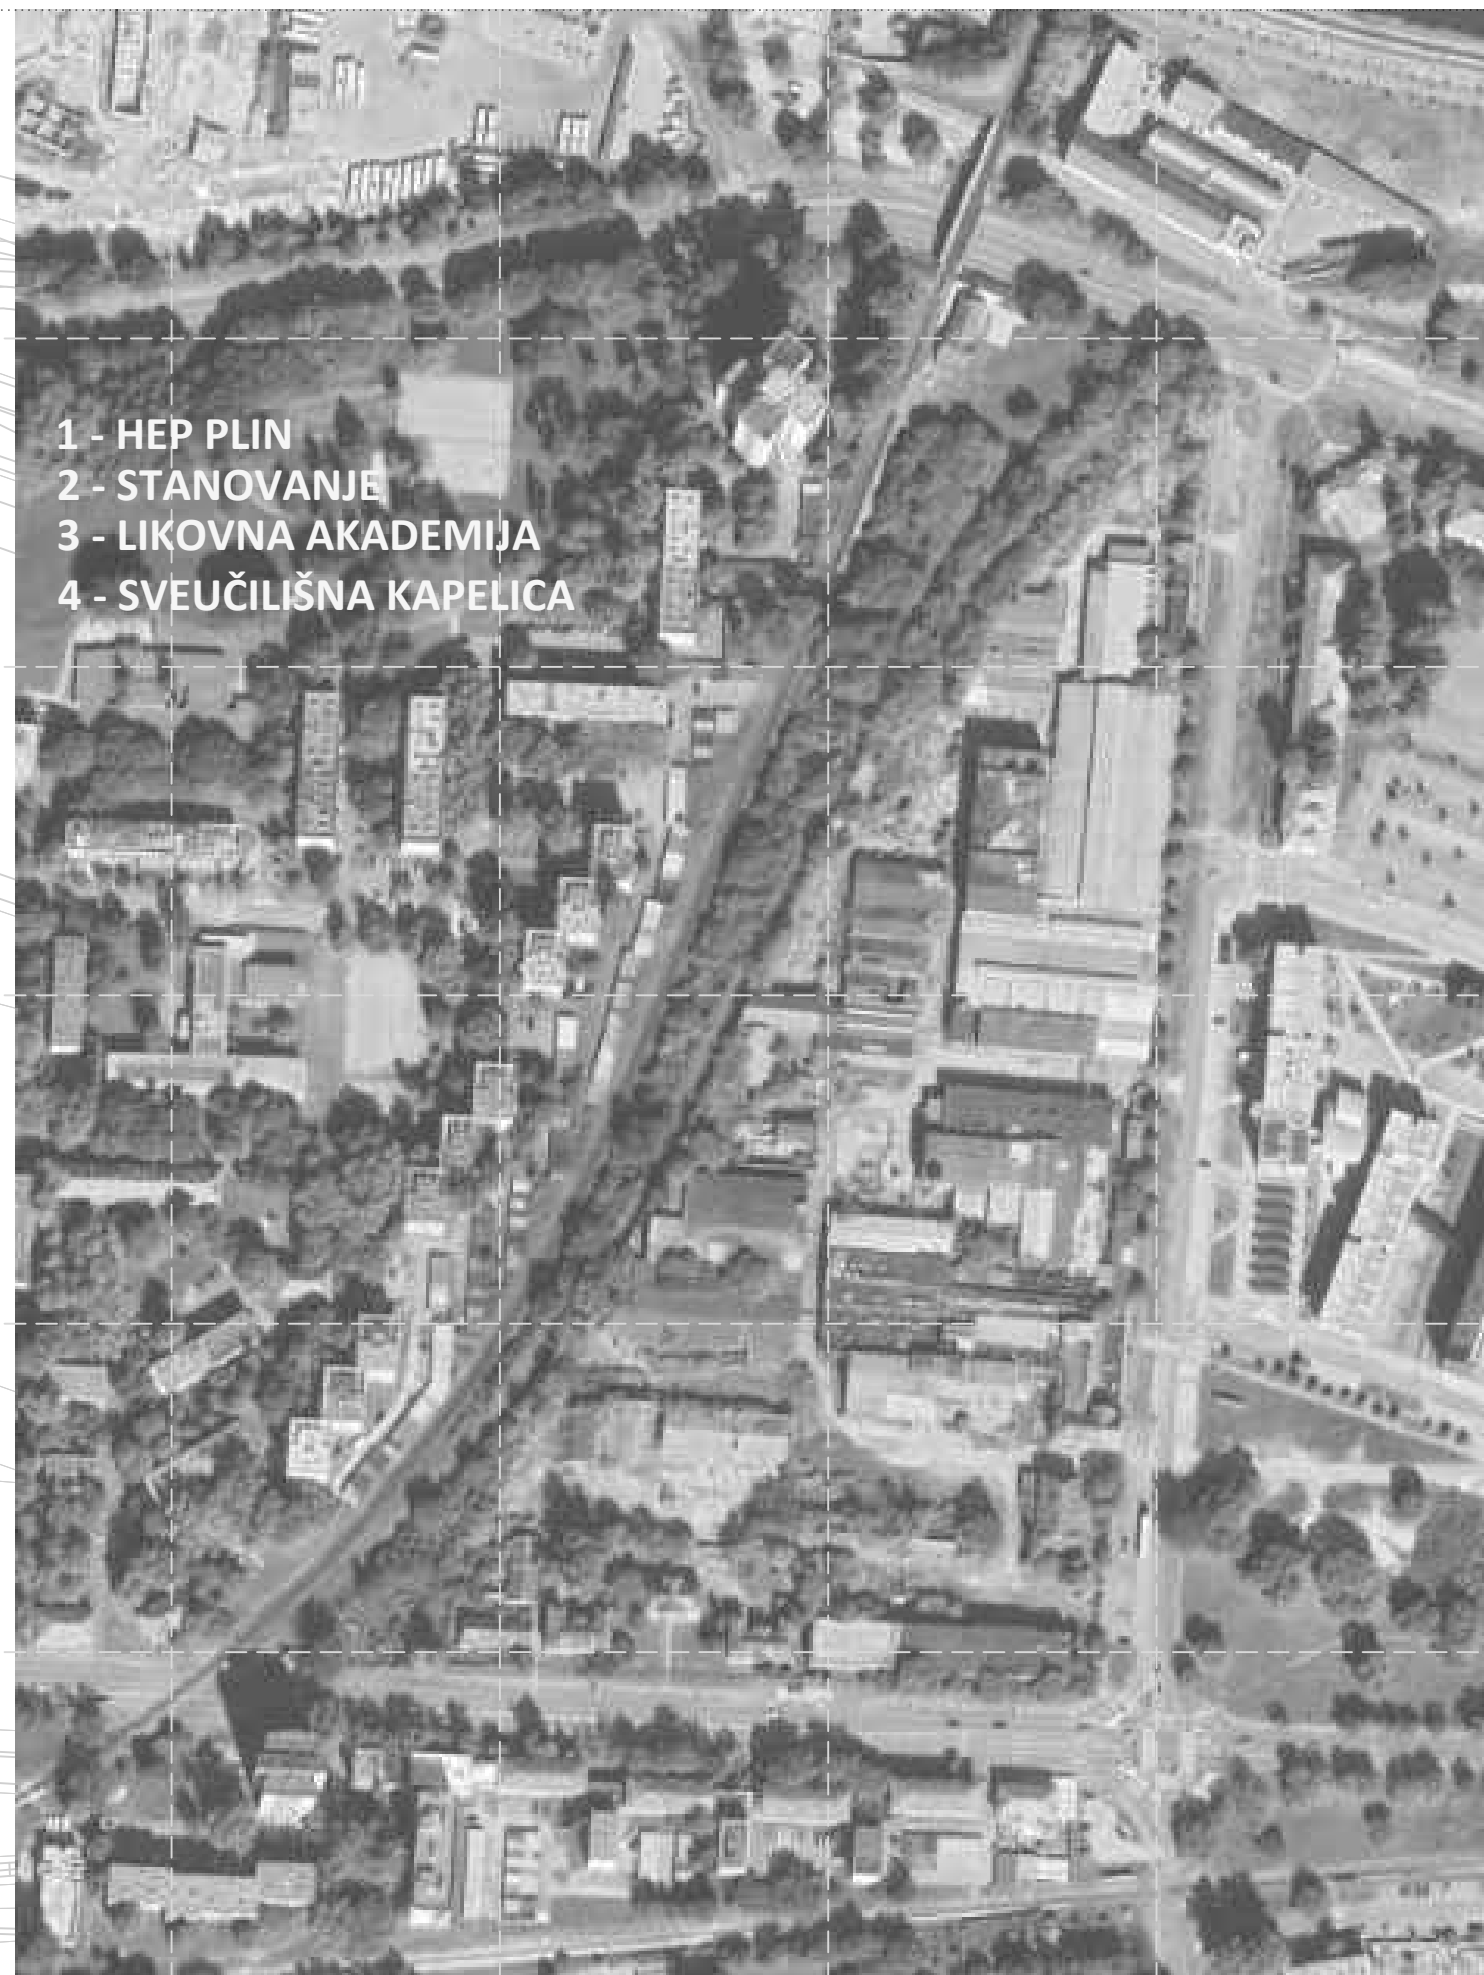 1 - HEP PLIN
2 - STANOVANJE
3 - LIKOVNA AKADEMIJA
4 - SVEUČILIŠNA KAPELICA